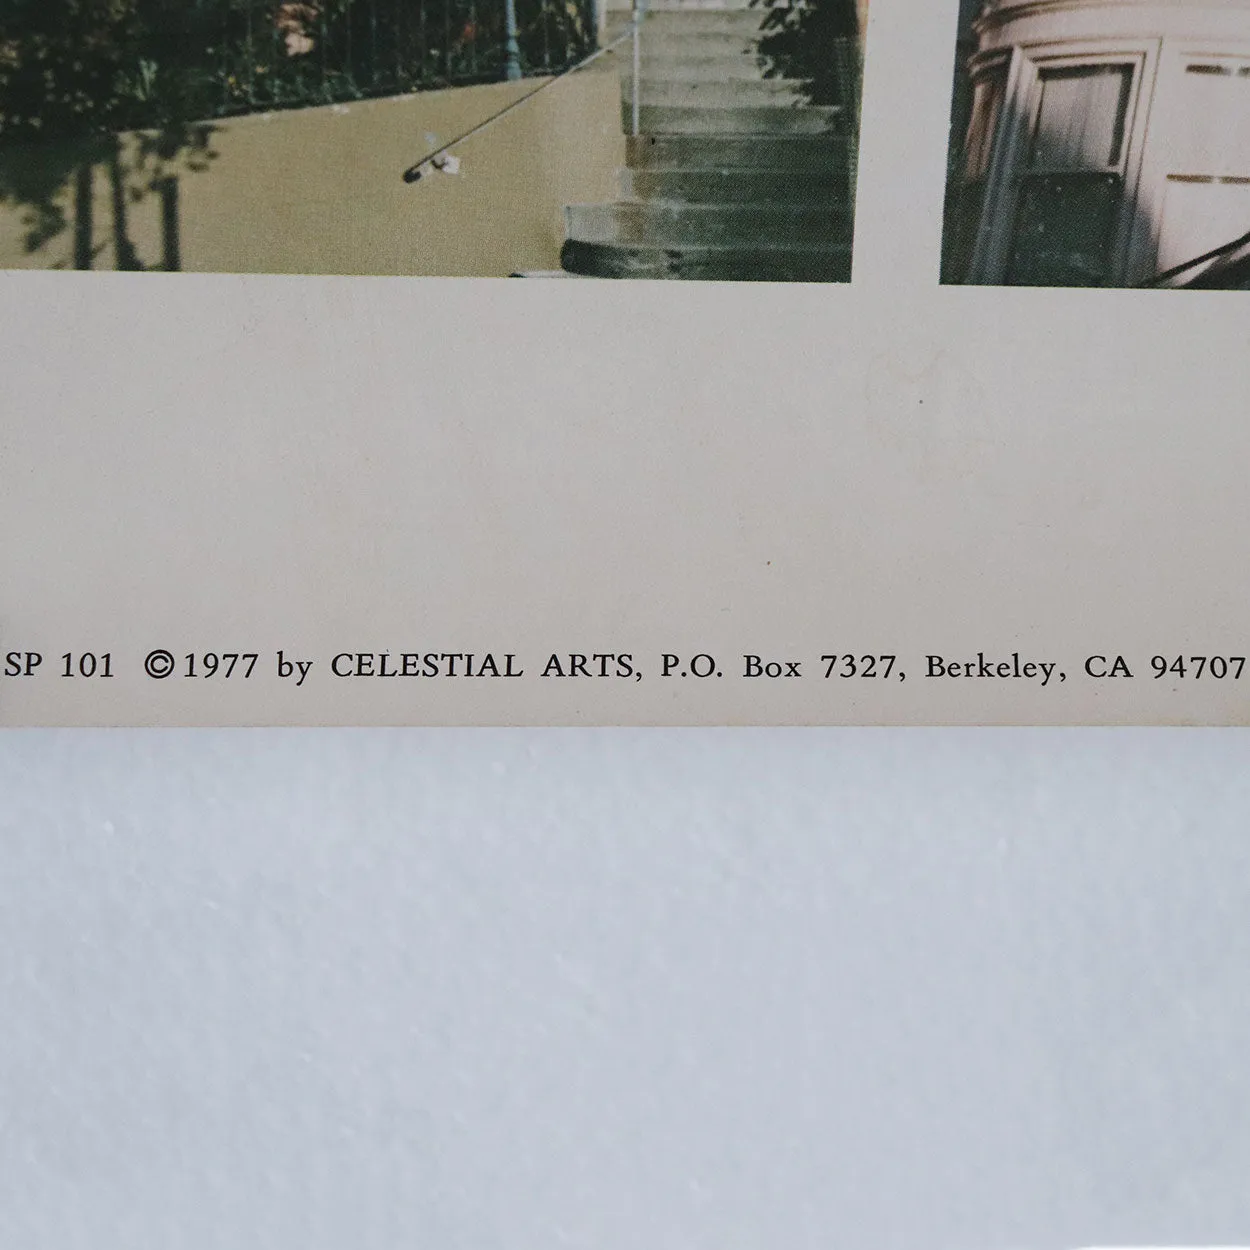 SP 101 ©1977 by CELESTIAL ARTS, P.O. Box 7327, Berkeley, CA 94707